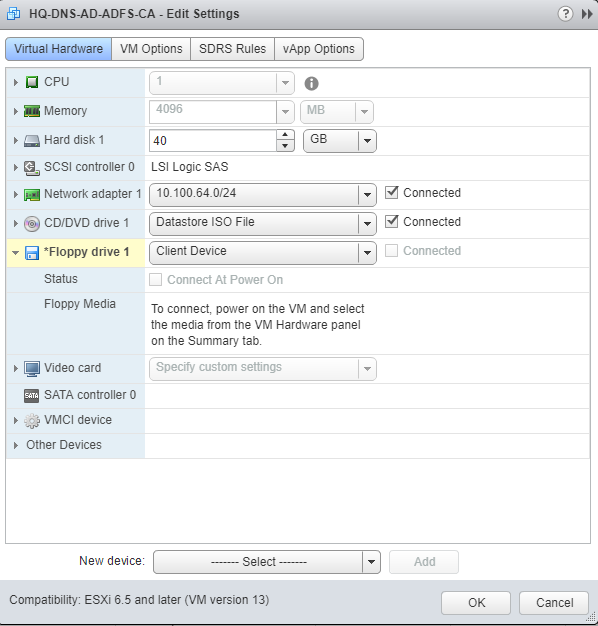 HQ-DNS-AD-ADFS-CA - Edit Settings ?
Virtual Hardware VM Options SDRS Rules vApp Options
CPU 1
Memory 4096 MB
Hard disk 1 40 GB
SCSI controller 0 LSI Logic SAS
Network adapter 1 10.100.64.0/24 Connected
CD/DVD drive 1 Datastore ISO File Connected
*Floppy drive 1 Client Device Connected
Status Connect At Power On
Floppy Media To connect, power on the VM and select
the media from the VM Hardware panel
on the Summary tab.
Video card Specify custom settings
SATA SATA controller 0
VMCI device
Other Devices
New device: ------- Select ------- Add
Compatibility: ESXi 6.5 and later (VM version 13) OK Cancel